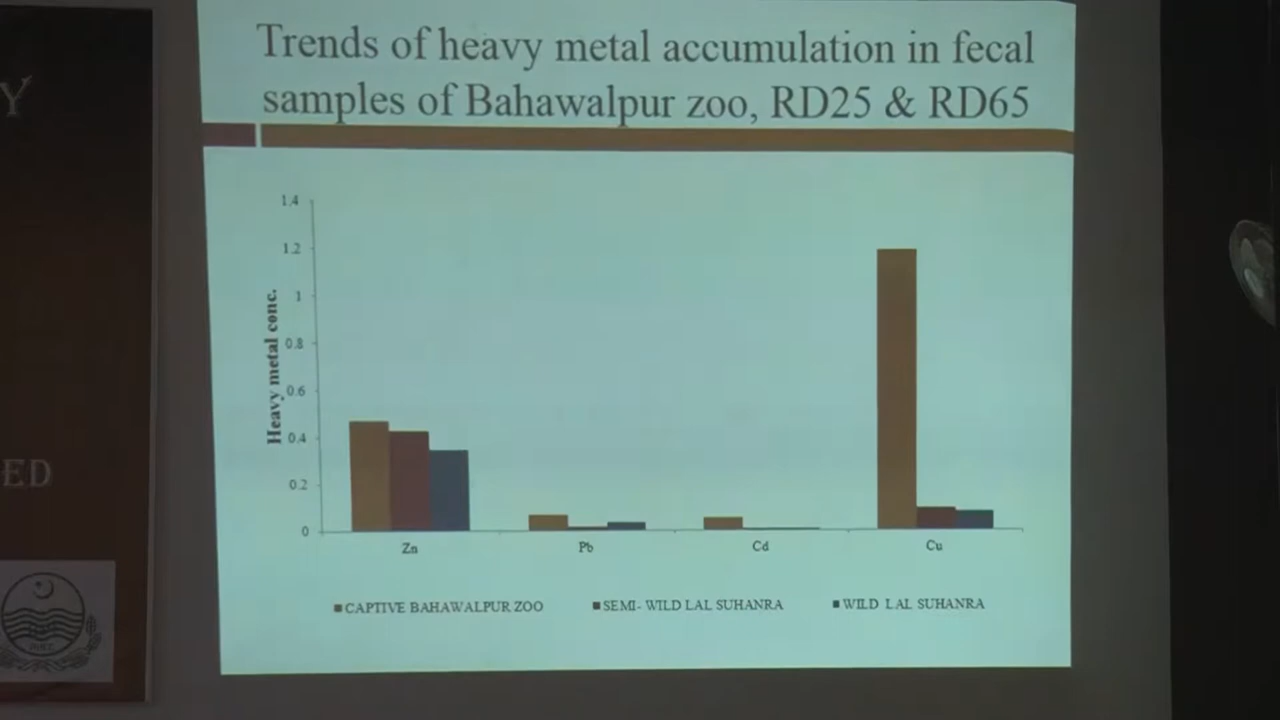 Trends of heavy metal accumulation in fecal
samples of Bahawalpur zoo, RD25 & RD65
Y
ED
Heavy metal conc.
1.4
1.2
1
0.8
0.6
0.4
0.2
0
Zn
Pb
Cd
Cu
CAPTIVE BAHAWALPUR ZOO
SEMI- WILD LAL SUHANRA
WILD LAL SUHANRA